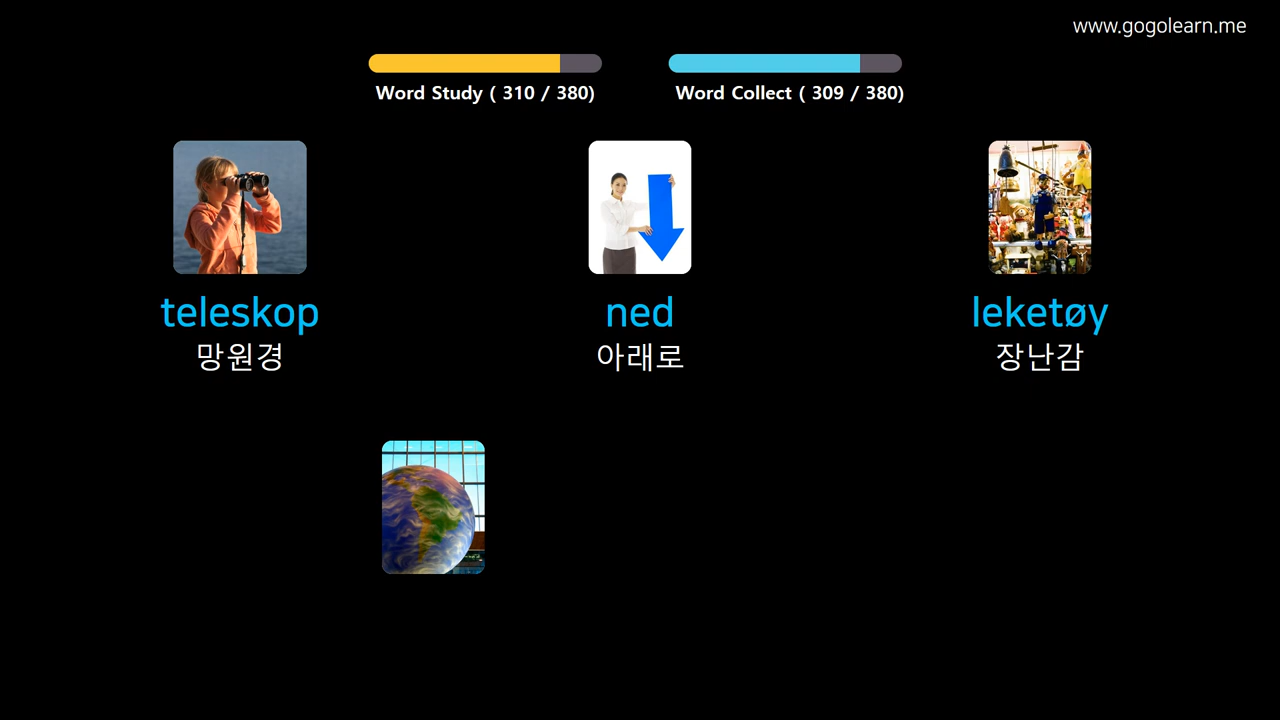 www.gogolearn.me
Word Study ( 310 / 380)
Word Collect ( 309 / 380)
teleskop
망원경
ned
아래로
leketøy
장난감